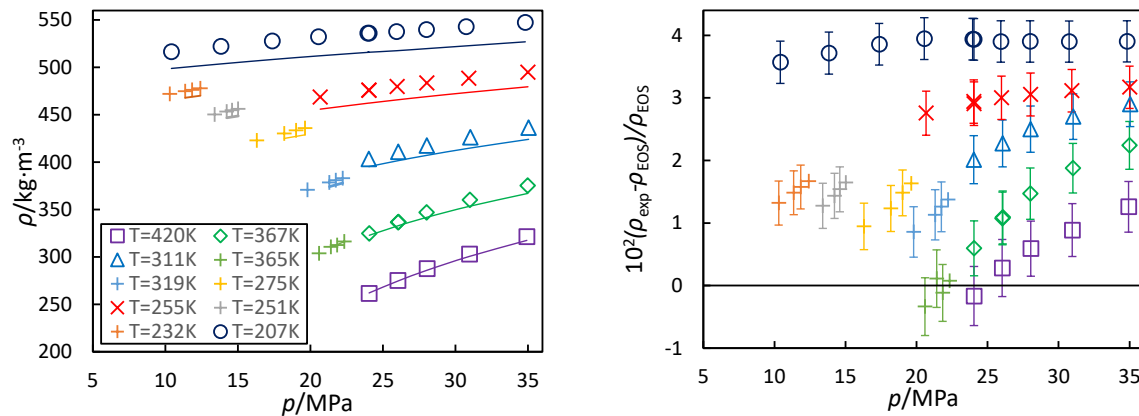 550
500
450
400
350
300
250
200
ρ/kg·m⁻³
T=420K T=367K
T=311K T=365K
T=319K T=275K
T=255K T=251K
T=232K T=207K
5 10 15 20 25 30 35
p/MPa
4
3
2
1
0
-1
10²(ρexp-ρEOS)/ρEOS
5 10 15 20 25 30 35
p/MPa